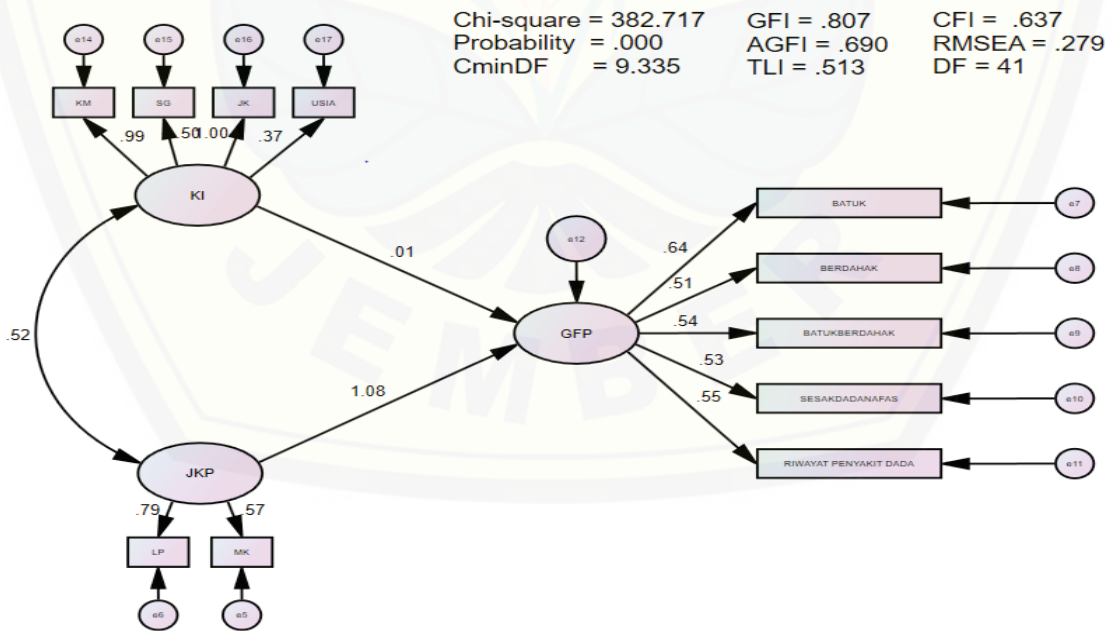 Chi-square = 382.717 GFI = .807 CFI = .637
Probability = .000 AGFI = .690 RMSEA = .279
CminDF = 9.335 TLI = .513 DF = 41
e14 e15 e16 e17
KM SG JK USIA
.99 .50 1.00 .37
KI
.01
.52
1.08
JKP
.79 .57
LP MK
e6 e5
e12
GFP
.64
.51
.54
.53
.55
BATUK e7
BERDAHAK e8
BATUKBERDAHAK e9
SESAKDADANAFAS e10
RIWAYAT PENYAKIT DADA e11
JEMBER